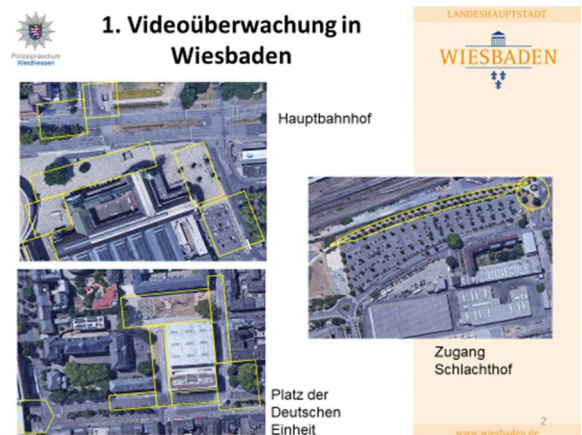 1. Videoüberwachung in
Wiesbaden
Polizeipräsidium
Westhessen
LANDESHAUPTSTADT
WIESBADEN
Hauptbahnhof
Zugang
Schlachthof
Platz der
Deutschen
Einheit
2
www.wiesbaden.de